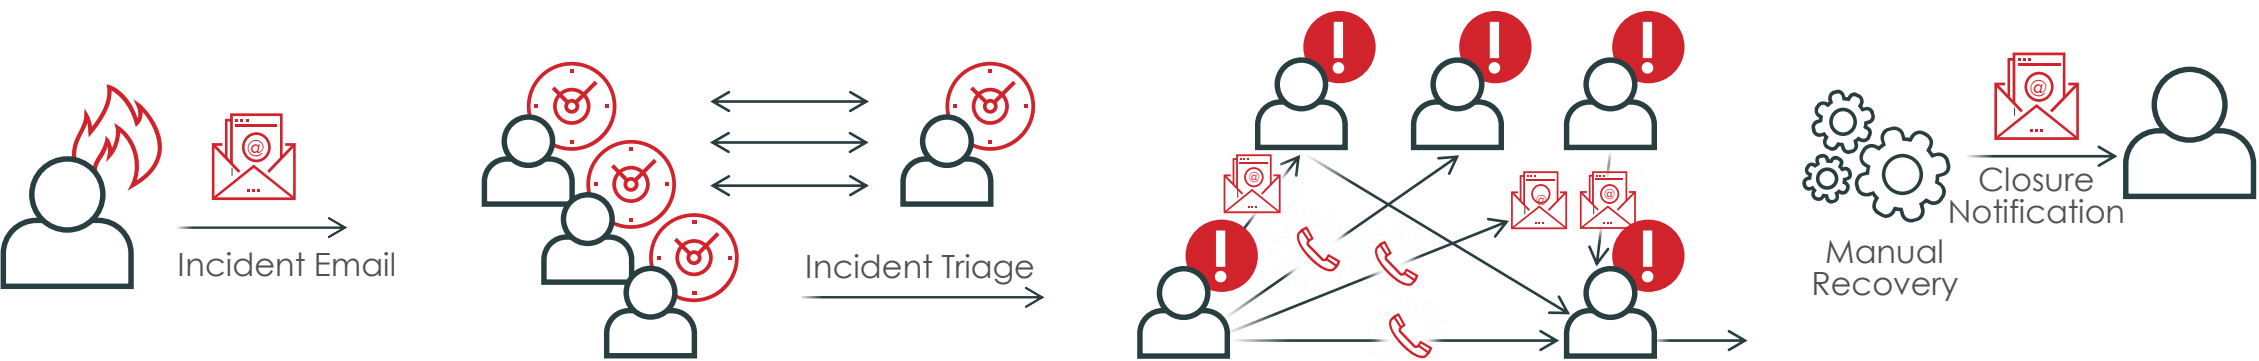 Incident Email
Incident Triage
Manual
Recovery
Closure
Notification